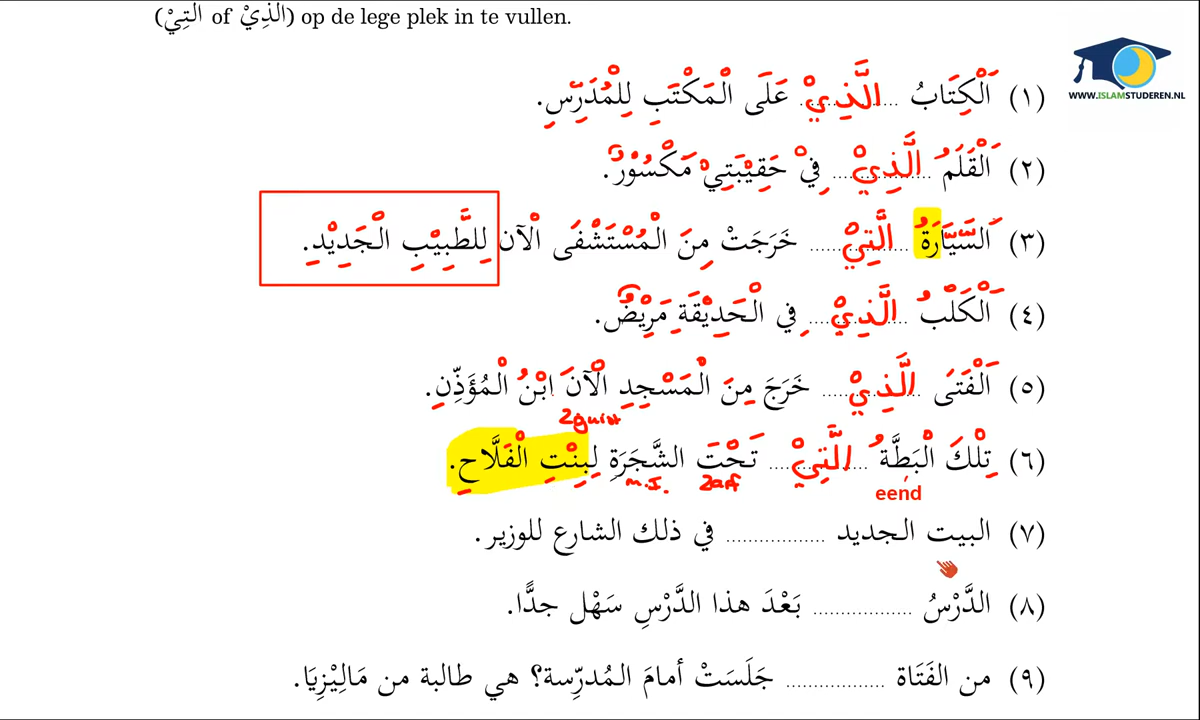 (الَّذِيْ of الَّتِيْ) op de lege plek in te vullen.
WWW.ISLAMSTUDEREN.NL
(١) اَلْكِتَابُ الَّذِيْ عَلَى الْمَكْتَبِ لِلْمُدَرِّسِ.
(٢) اَلْقَلَمُ الَّذِيْ فِيْ حَقِيْبَتِيْ مَكْسُوْرٌ.
(٣) اَلسَّيَّارَةُ الَّتِيْ خَرَجَتْ مِنَ الْمُسْتَشْفَى الْآن لِلطَّبِيْبِ الْجَدِيْدِ.
(٤) اَلْكَلْبُ الَّذِيْ فِي الْحَدِيْقَةِ مَرِيْضٌ.
(٥) اَلْفَتَى الَّذِيْ خَرَجَ مِنَ الْمَسْجِدِ الْآنَ ابْنُ الْمُؤَذِّنِ.
(٦) تِلْكَ الْبَطَّةُ الَّتِيْ تَحْتَ الشَّجَرَةِ لِبِنْتِ الْفَلَّاحِ.
eend Zarf m.I.
(٧) البيت الجديد .................. في ذلك الشارع للوزير.
(٨) الدَّرْسُ .................. بَعْدَ هذا الدَّرْسِ سَهْل جدًّا.
(٩) من الفَتَاة .................. جَلَسَتْ أمامَ المُدرِّسة؟ هي طالبة من مَالِيْزِيَا.